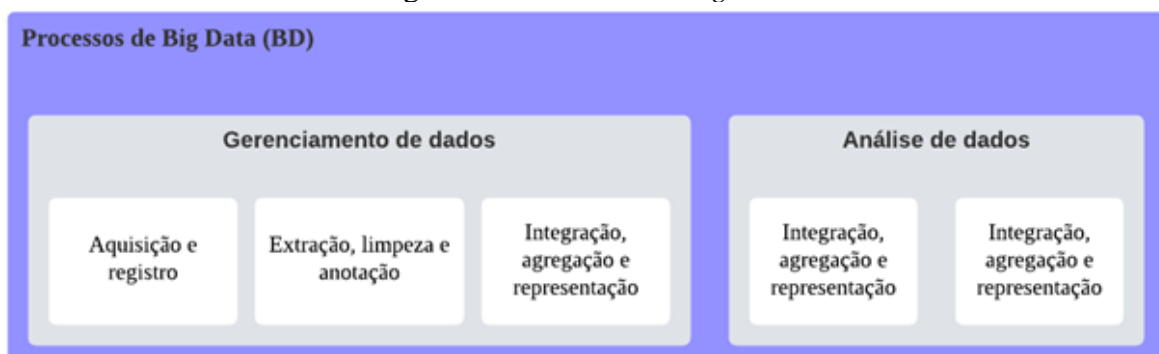 Processos de Big Data (BD)
Gerenciamento de dados
Aquisição e
registro
Extração, limpeza e
anotação
Integração,
agregação e
representação
Análise de dados
Integração,
agregação e
representação
Integração,
agregação e
representação